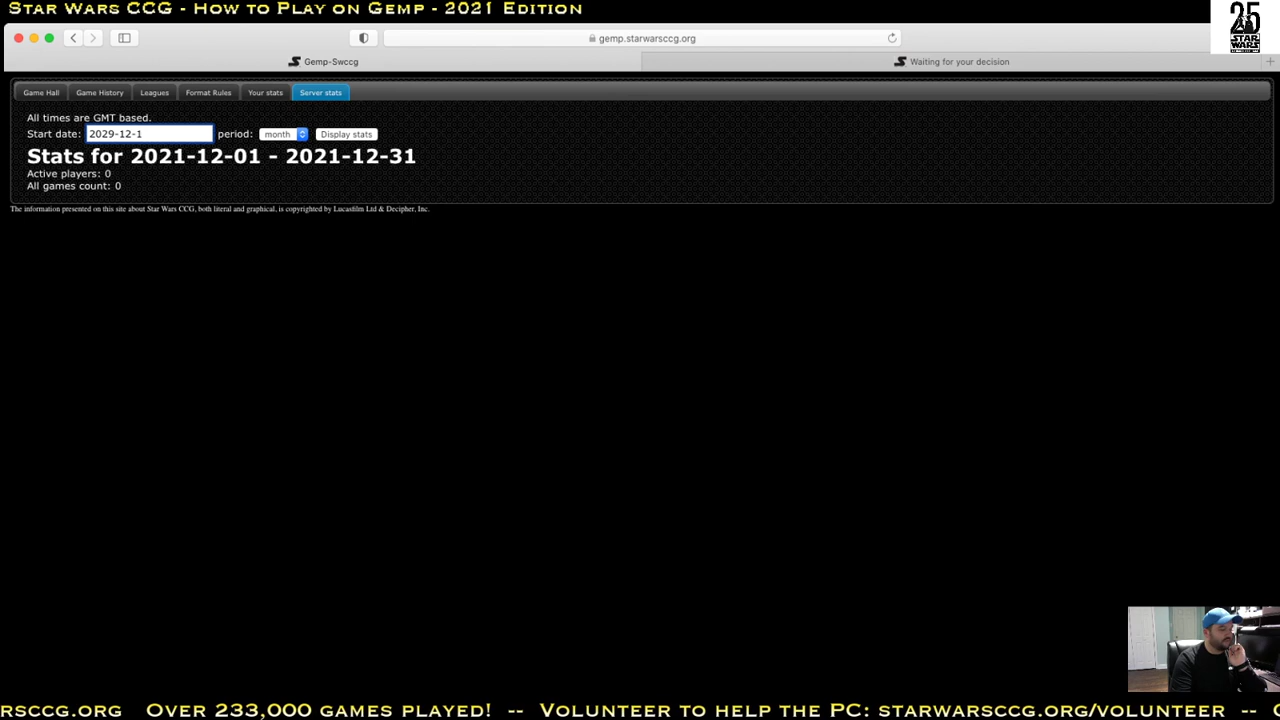 Star Wars CCG - How to Play on Gemp - 2021 Edition
25
STAR WARS
gemp.starwarsccg.org
Gemp-Swccg
Waiting for your decision
Game Hall Game History Leagues Format Rules Your stats Server stats
All times are GMT based.
Start date: 2029-12-1 period: month Display stats
Stats for 2021-12-01 - 2021-12-31
Active players: 0
All games count: 0
The information presented on this site about Star Wars CCG, both literal and graphical, is copyrighted by Lucasfilm Ltd & Decipher, Inc.
rsccg.org Over 233,000 games played! -- Volunteer to help the PC: starwarsccg.org/volunteer --